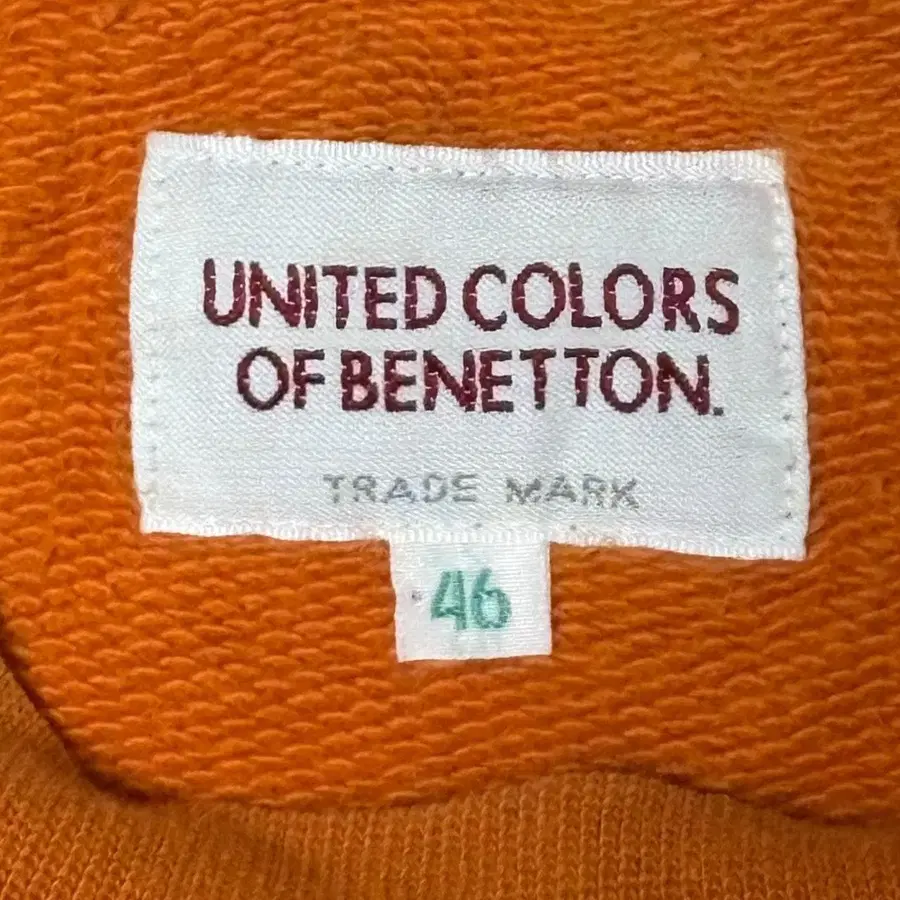 UNITED COLORS
OF BENETTON.
TRADE MARK
46